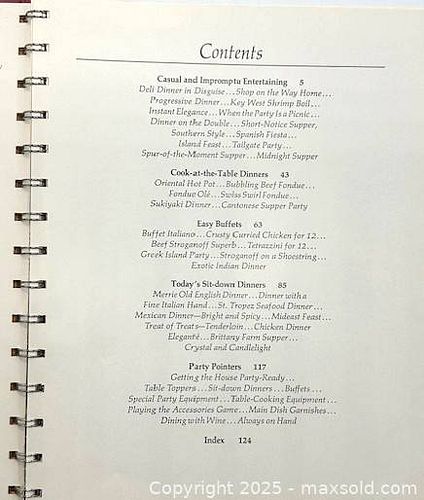 Contents
Casual and Impromptu Entertaining 5
Deli Dinner in Disguise...Shop on the Way Home...
Progressive Dinner...Key West Shrimp Boil...
Instant Elegance...When the Party Is a Picnic...
Dinner on the Double...Short-Notice Supper,
Southern Style...Spanish Fiesta...
Island Feast...Tailgate Party...
Spur-of-the-Moment Supper...Midnight Supper
Cook-at-the-Table Dinners 43
Oriental Hot Pot...Bubbling Beef Fondue...
Fondue Olé...Swiss Swirl Fondue...
Sukiyaki Dinner...Cantonese Supper Party
Easy Buffets 63
Buffet Italiano...Crusty Curried Chicken for 12...
Beef Stroganoff Superb...Tetrazzini for 12...
Greek Island Party...Stroganoff on a Shoestring...
Exotic Indian Dinner
Today's Sit-down Dinners 85
Merrie Old English Dinner...Dinner with a
Fine Italian Hand...St. Tropez Seafood Dinner...
Mexican Dinner—Bright and Spicy...Mideast Feast...
Treat of Treats—Tenderloin...Chicken Dinner
Eleganté...Brittany Farm Supper...
Crystal and Candlelight
Party Pointers 117
Getting the House Party-Ready...
Table Toppers...Sit-down Dinners...Buffets...
Special Party Equipment...Table-Cooking Equipment...
Playing the Accessories Game...Main Dish Garnishes...
Dining with Wine...Always on Hand
Index 124
Copyright © 2025 - maxsold.com